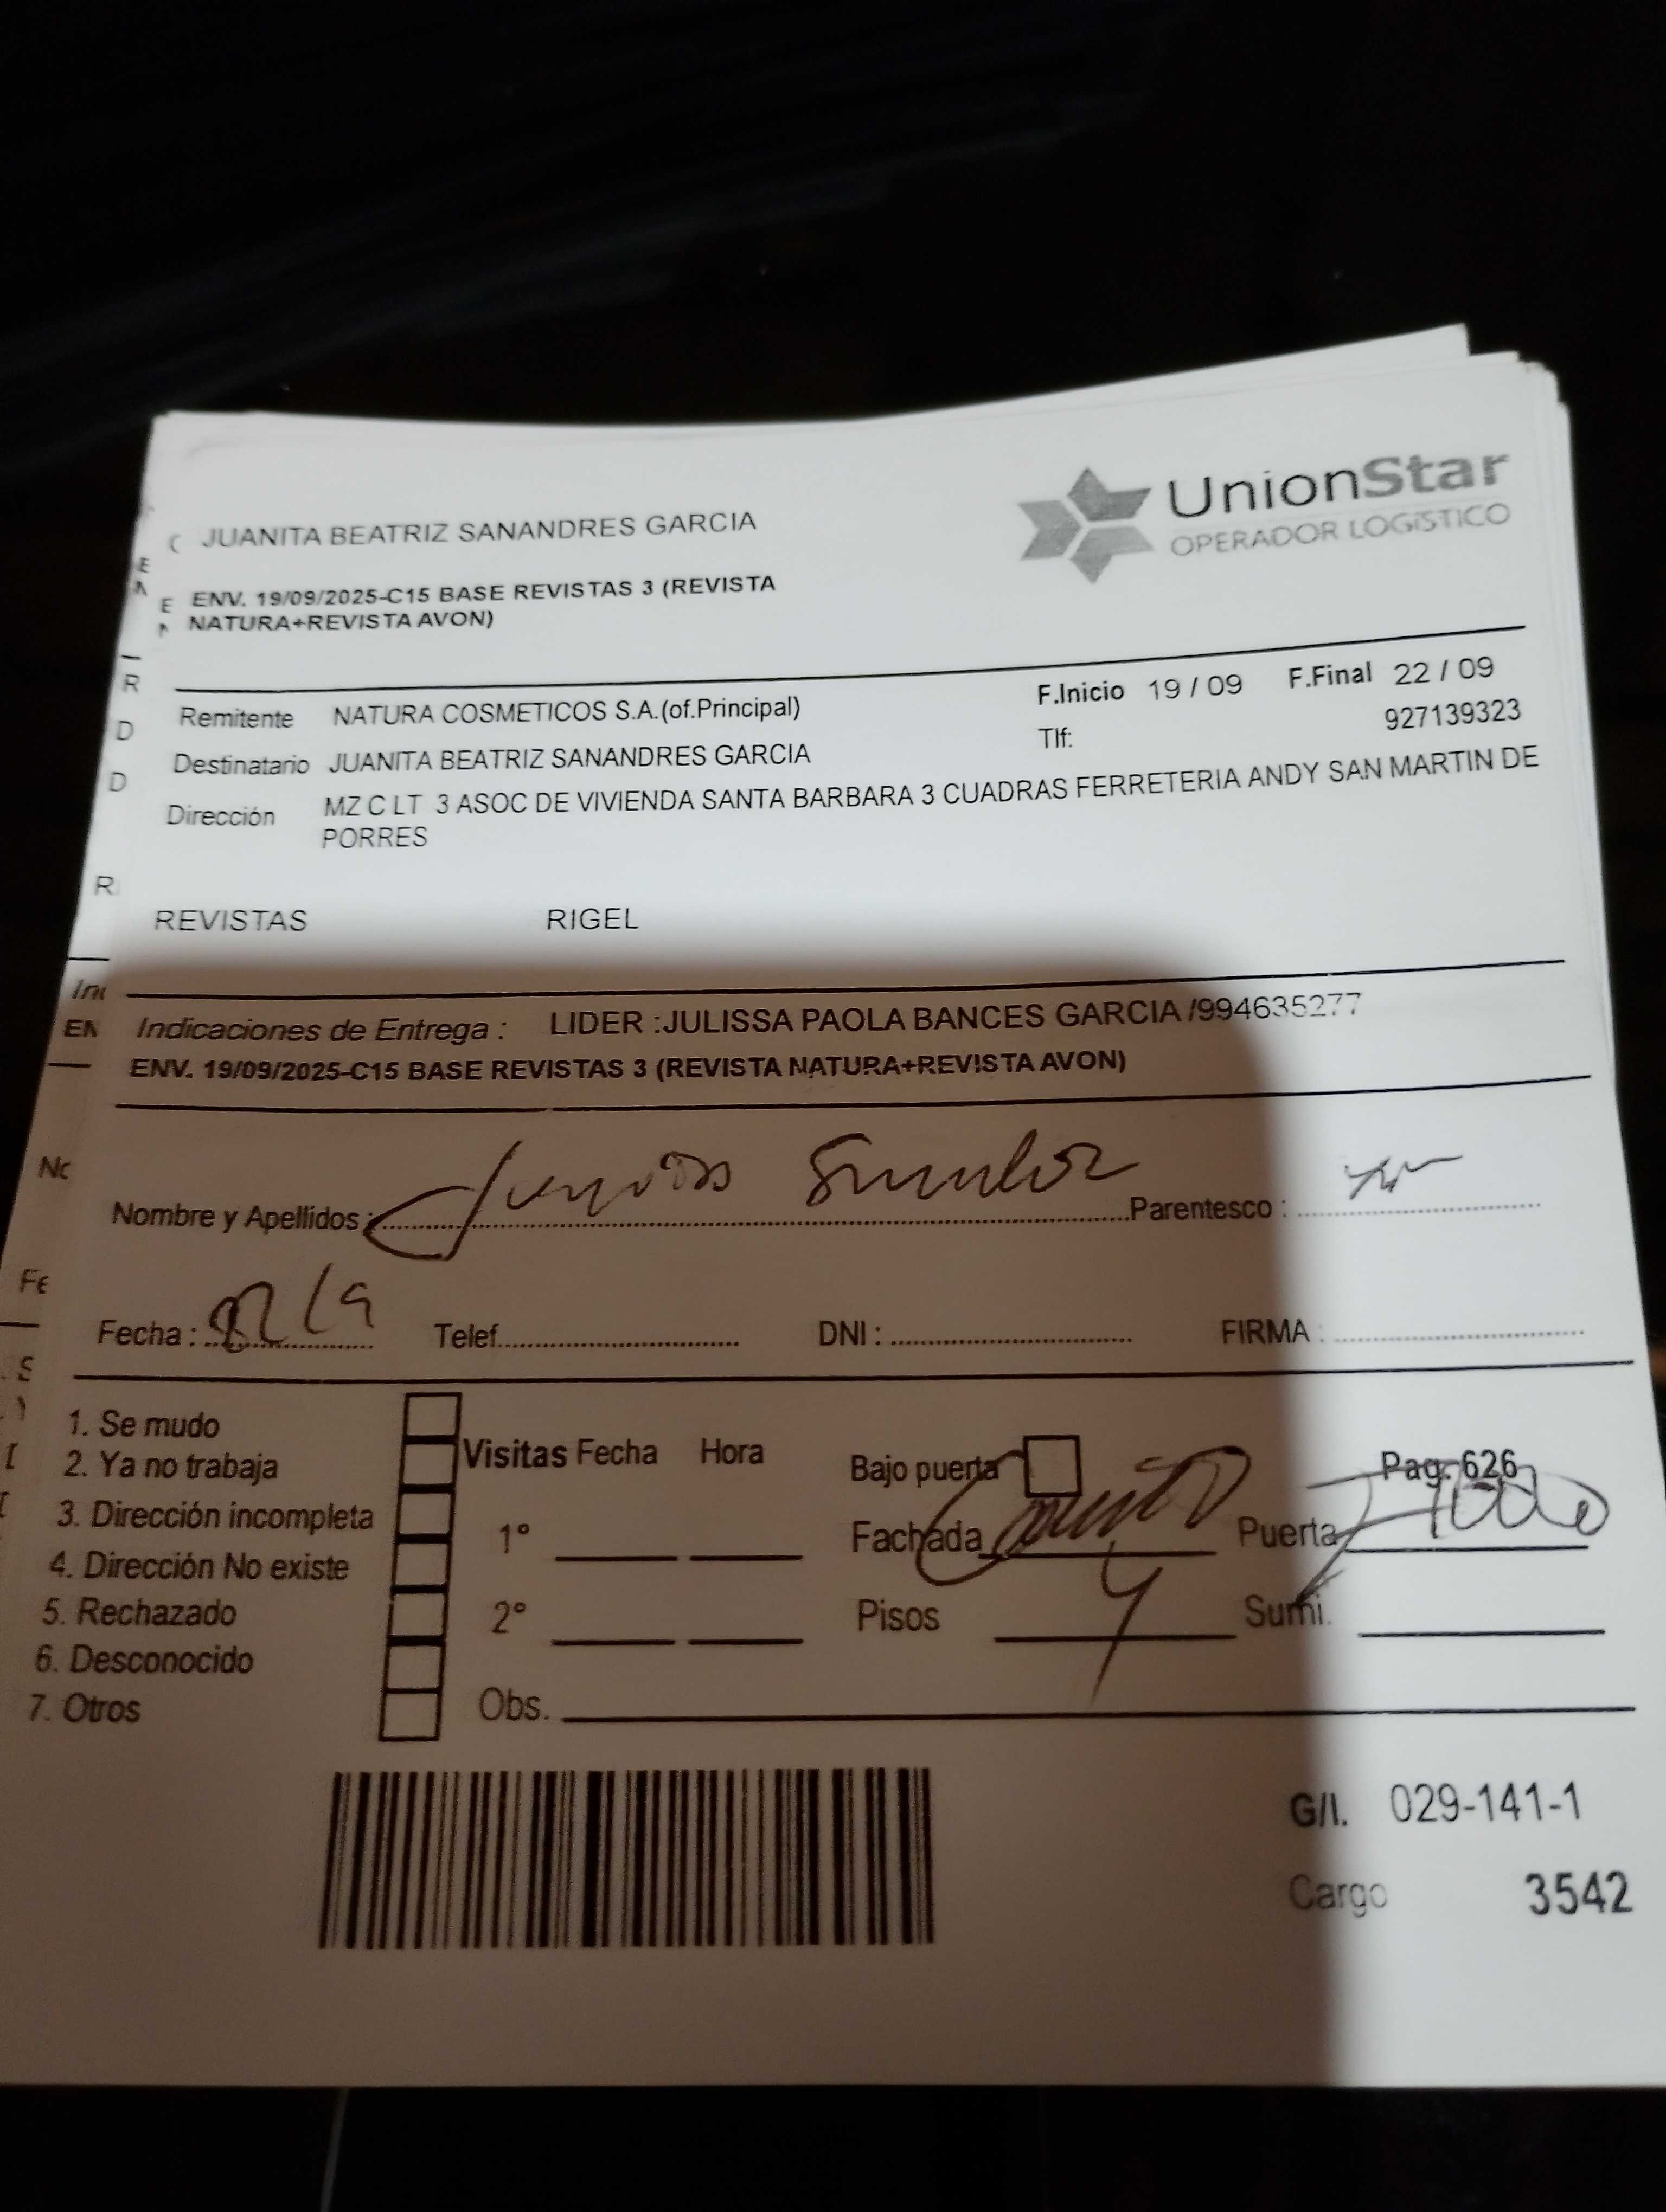 JUANITA BEATRIZ SANANDRES GARCIA
UnionStar
OPERADOR LOGÍSTICO
ENV. 19/09/2025-C15 BASE REVISTAS 3 (REVISTA
NATURA+REVISTA AVON)
Remitente NATURA COSMETICOS S.A.(of.Principal) F.Inicio 19 / 09 F.Final 22 / 09
Destinatario JUANITA BEATRIZ SANANDRES GARCIA Tlf: 927139323
Dirección MZ C LT 3 ASOC DE VIVIENDA SANTA BARBARA 3 CUADRAS FERRETERIA ANDY SAN MARTIN DE
PORRES
REVISTAS RIGEL
Indicaciones de Entrega : LIDER :JULISSA PAOLA BANCES GARCIA /994635277
ENV. 19/09/2025-C15 BASE REVISTAS 3 (REVISTA NATURA+REVISTA AVON)
Nombre y Apellidos : Parentesco :
Fecha : Telef. DNI : FIRMA :
1. Se mudo
2. Ya no trabaja
3. Dirección incompleta
4. Dirección No existe
5. Rechazado
6. Desconocido
7. Otros
Visitas Fecha Hora
1°
2°
Obs.
Bajo puerta Pag. 626
Fachada Puerta
Pisos 4 Sumi.
G/I. 029-141-1
Cargo 3542